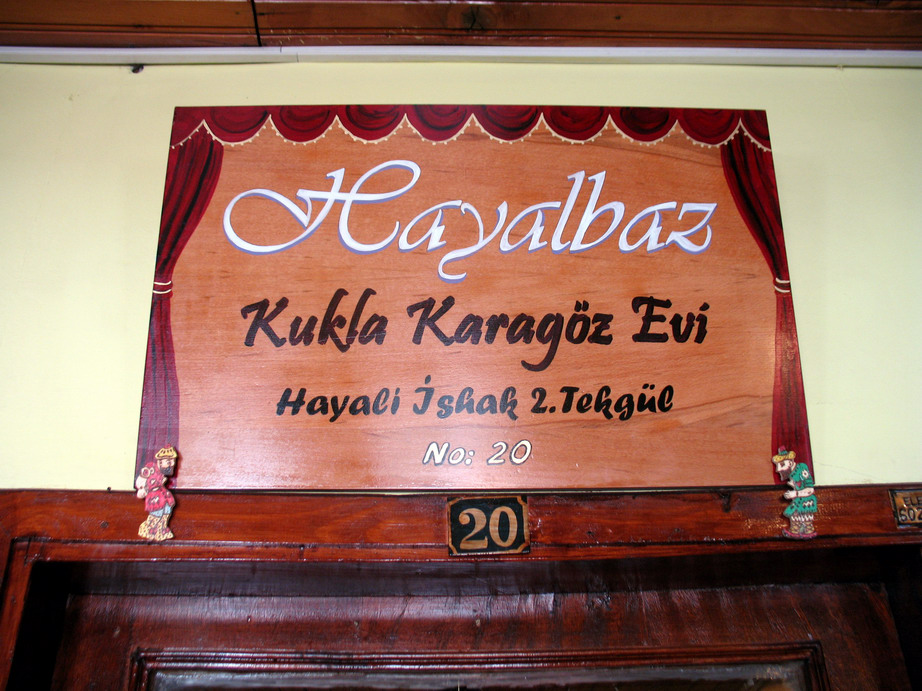 Hayalbaz
Kukla Karagöz Evi
Hayali İshak 2.Tekgül
No: 20
20